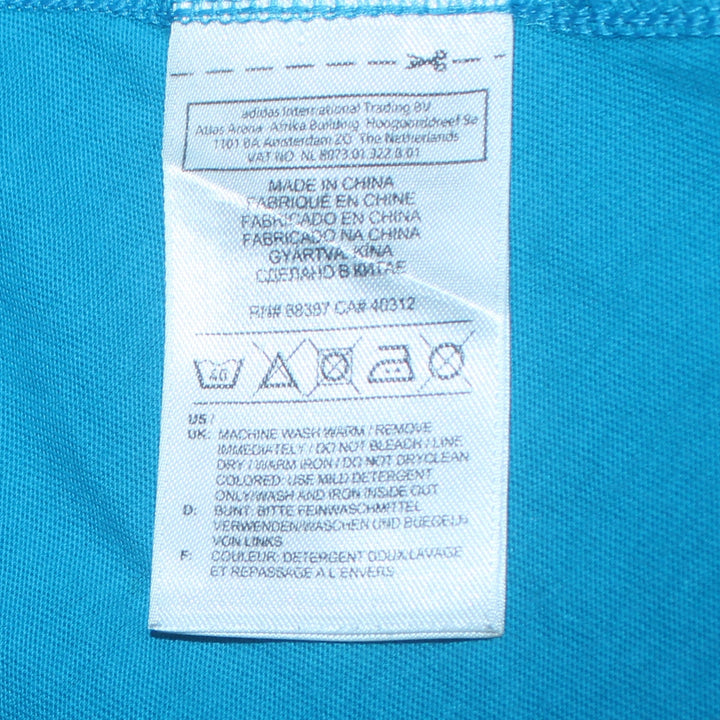 adidas International Trading BV
Atlas Arena Afrika Building Hoogoorddreef 9a
1101 BA Amsterdam ZO The Netherlands
VAT NO. NL 8073.01.322.B.01
MADE IN CHINA
FABRIQUÉ EN CHINE
FABRICADO EN CHINA
FABRICADO NA CHINA
GYÁRTVA: KÍNA
СДЕЛАНО В КИТАЕ
RN# 88387 CA# 40312
40
US /
UK: MACHINE WASH WARM / REMOVE
IMMEDIATELY / DO NOT BLEACH / LINE
DRY / WARM IRON / DO NOT DRYCLEAN
COLORED: USE MILD DETERGENT
ONLY/WASH AND IRON INSIDE OUT
D: BUNT: BITTE FEINWASCHMITTEL
VERWENDEN/WASCHEN UND BUEGELN
VON LINKS
F: COULEUR: DETERGENT DOUX/LAVAGE
ET REPASSAGE A L'ENVERS